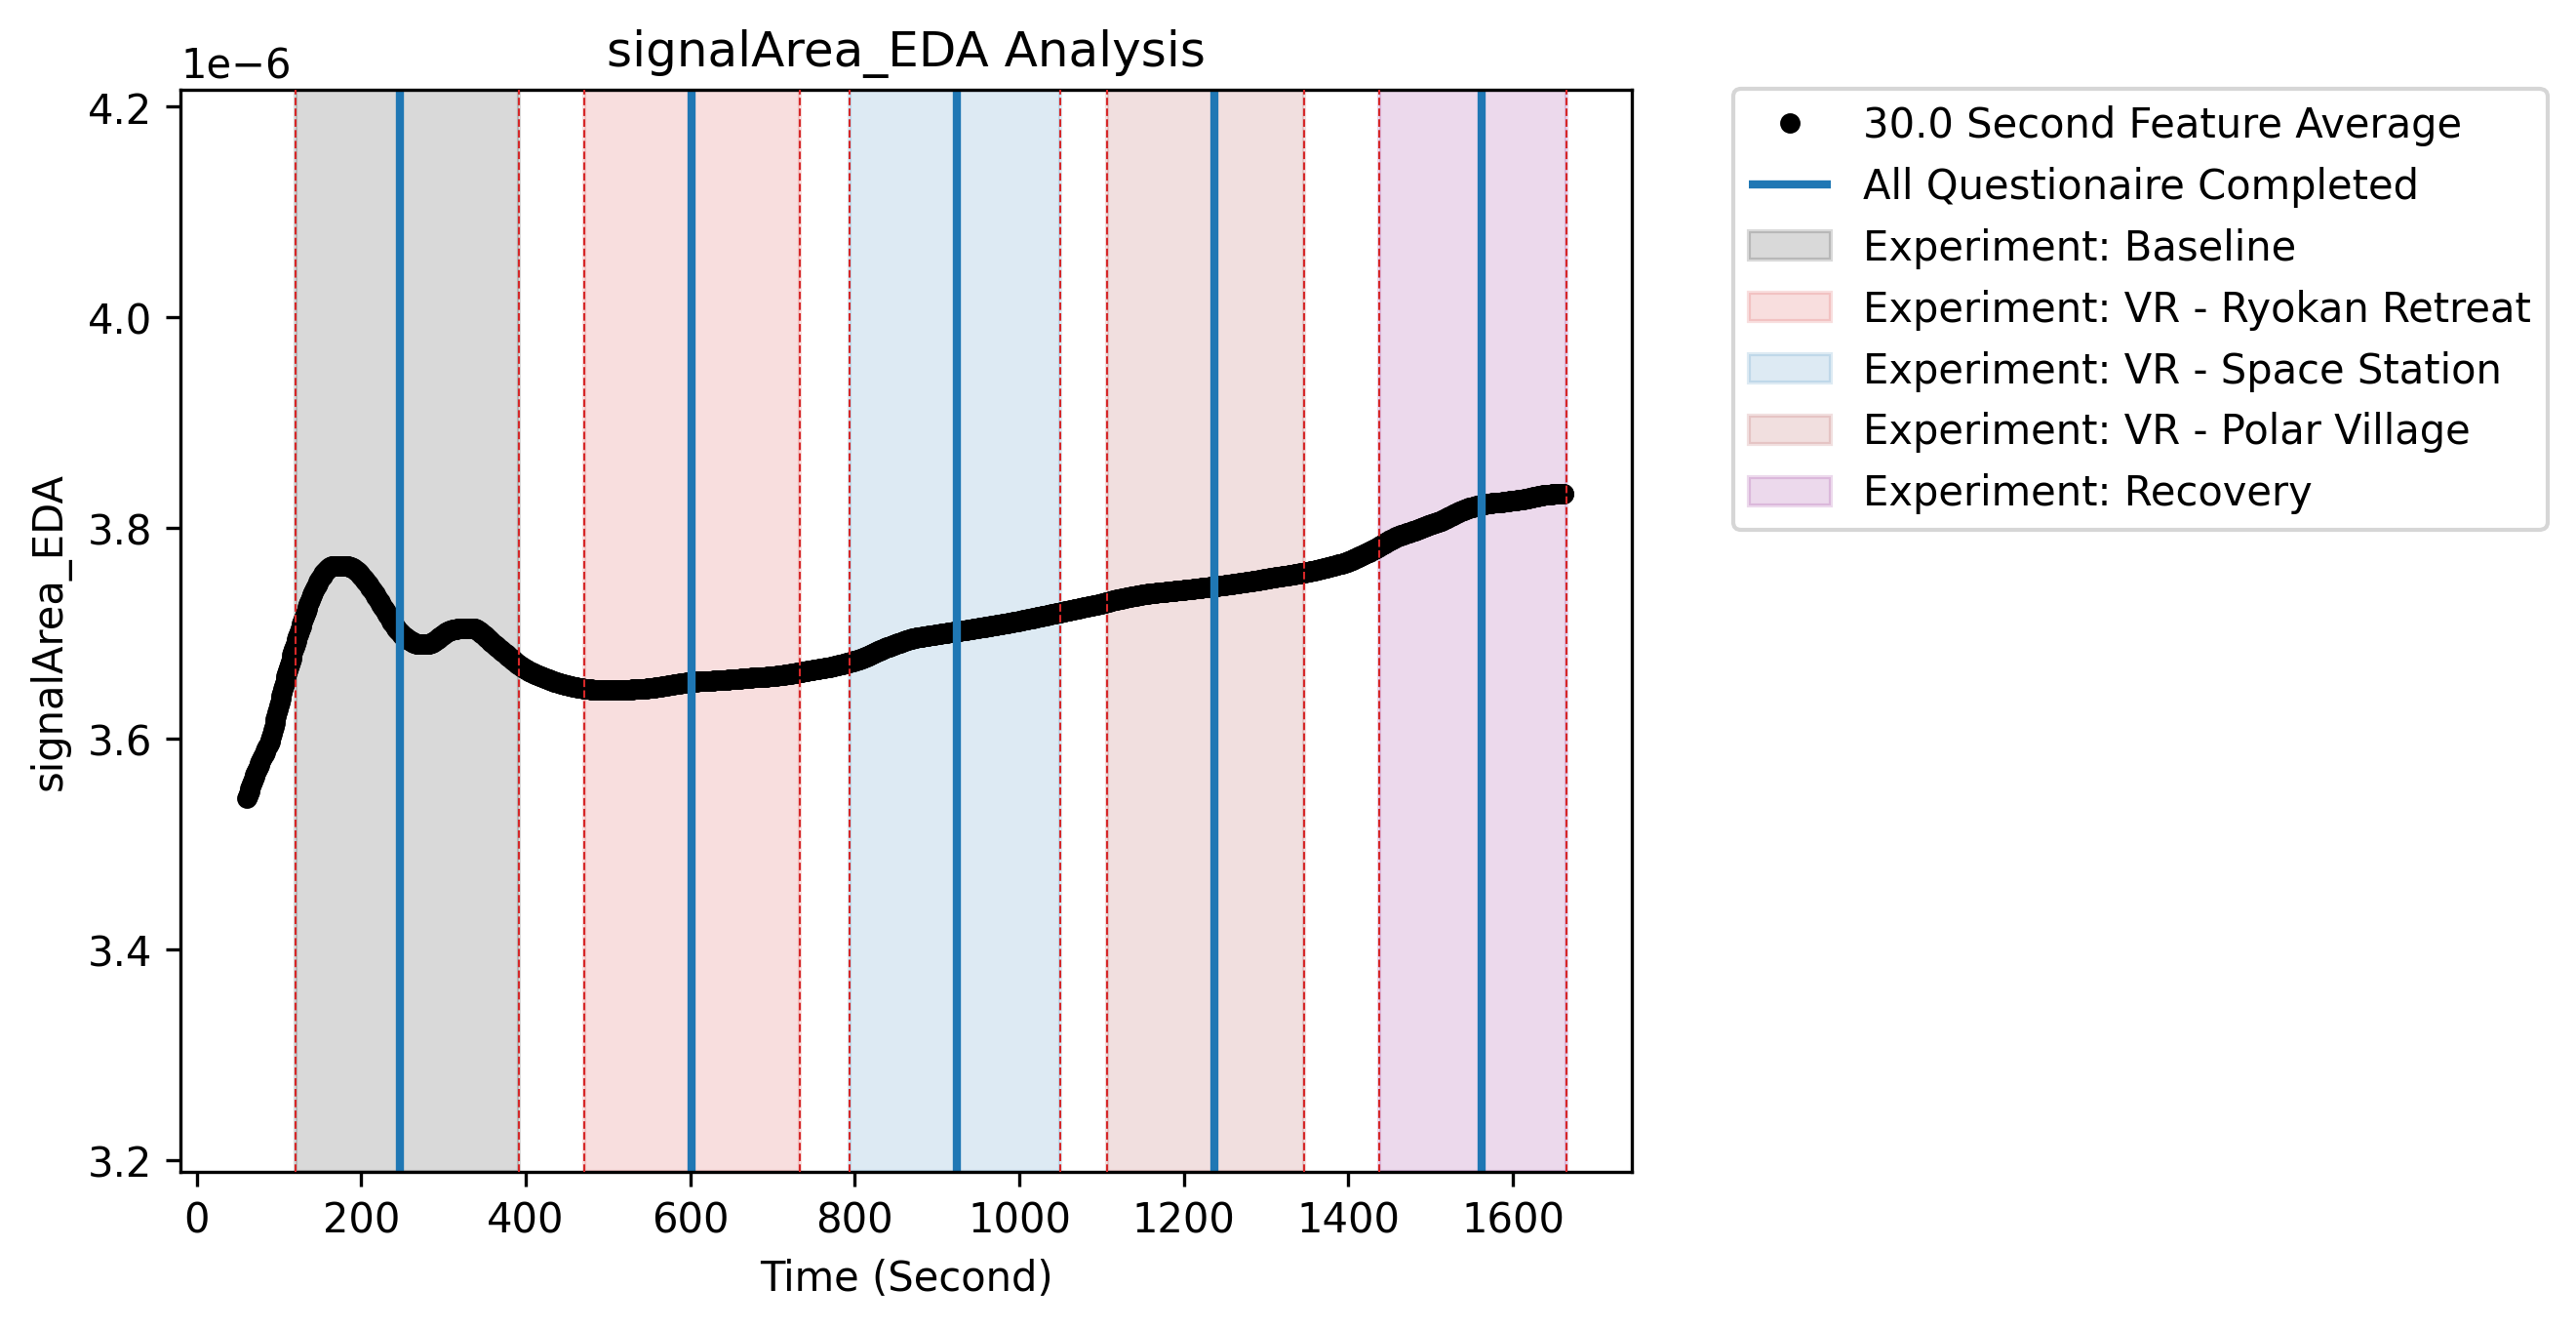 signalArea_EDA Analysis
1e−6
4.2
4.0
3.8
3.6
3.4
3.2
signalArea_EDA
0 200 400 600 800 1000 1200 1400 1600
Time (Second)
30.0 Second Feature Average
All Questionaire Completed
Experiment: Baseline
Experiment: VR - Ryokan Retreat
Experiment: VR - Space Station
Experiment: VR - Polar Village
Experiment: Recovery